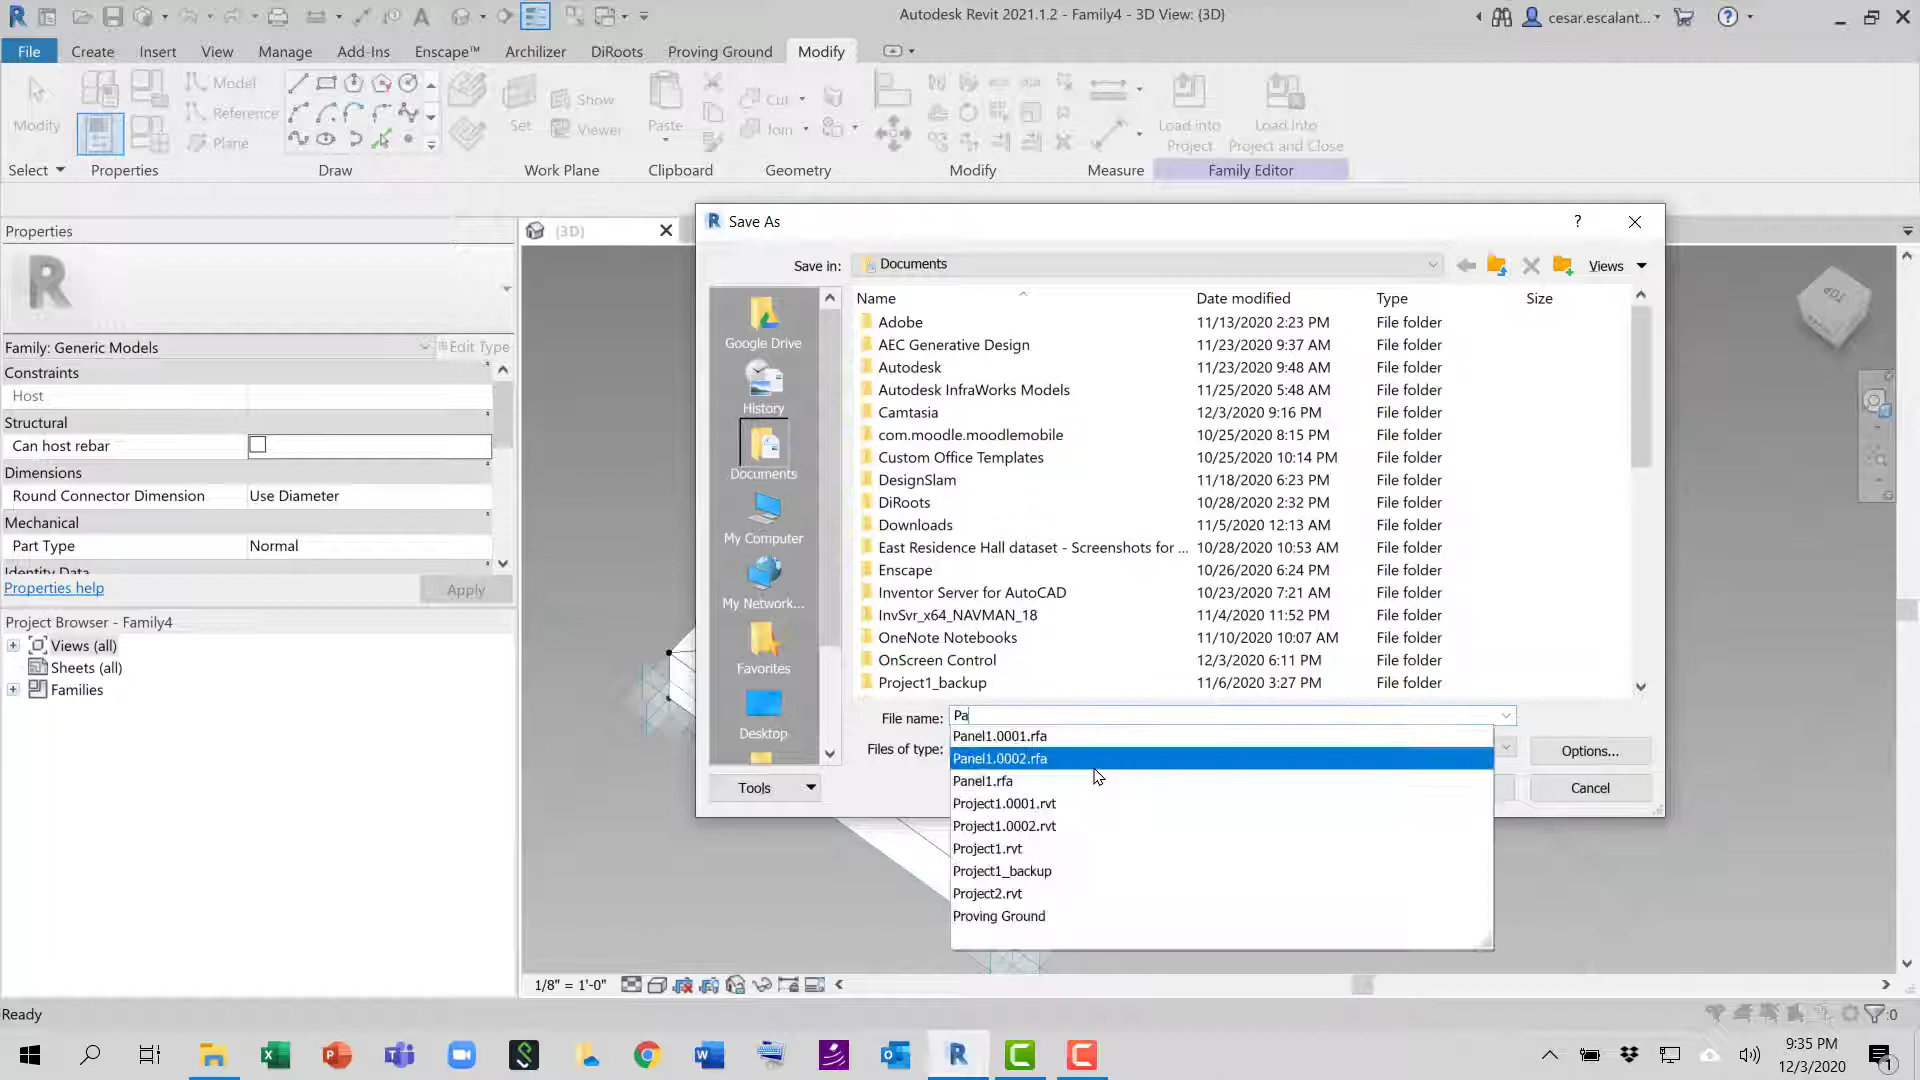 Autodesk Revit 2021.1.2 - Family4 - 3D View: {3D}
cesar.escalant...
File Create Insert View Manage Add-Ins Enscape™ Archilizer DiRoots Proving Ground Modify
Modify
Model
Reference
Plane
Set
Show
Viewer
Paste
Cut
Join
Load into
Project
Load into
Project and Close
Select Properties Draw Work Plane Clipboard Geometry Modify Measure Family Editor
Properties
R
Family: Generic Models
Edit Type
Constraints
Host
Structural
Can host rebar
Dimensions
Round Connector Dimension Use Diameter
Mechanical
Part Type Normal
Identity Data
Properties help
Apply
Project Browser - Family4
Views (all)
Sheets (all)
Families
{3D}
TOP
Save As
Save in: Documents
Views
Google Drive
History
Documents
My Computer
My Network...
Favorites
Desktop
Tools
Name Date modified Type Size
Adobe 11/13/2020 2:23 PM File folder
AEC Generative Design 11/23/2020 9:37 AM File folder
Autodesk 11/23/2020 9:48 AM File folder
Autodesk InfraWorks Models 11/25/2020 5:48 AM File folder
Camtasia 12/3/2020 9:16 PM File folder
com.moodle.moodlemobile 10/25/2020 8:15 PM File folder
Custom Office Templates 10/25/2020 10:14 PM File folder
DesignSlam 11/18/2020 6:23 PM File folder
DiRoots 10/28/2020 2:32 PM File folder
Downloads 11/5/2020 12:13 AM File folder
East Residence Hall dataset - Screenshots for ... 10/28/2020 10:53 AM File folder
Enscape 10/26/2020 6:24 PM File folder
Inventor Server for AutoCAD 10/23/2020 7:21 AM File folder
InvSvr_x64_NAVMAN_18 11/4/2020 11:52 PM File folder
OneNote Notebooks 11/10/2020 10:07 AM File folder
OnScreen Control 12/3/2020 6:11 PM File folder
Project1_backup 11/6/2020 3:27 PM File folder
File name: Pa
Files of type:
Options...
Cancel
Panel1.0001.rfa
Panel1.0002.rfa
Panel1.rfa
Project1.0001.rvt
Project1.0002.rvt
Project1.rvt
Project1_backup
Project2.rvt
Proving Ground
1/8" = 1'-0"
Ready
:0
9:35 PM
12/3/2020
1